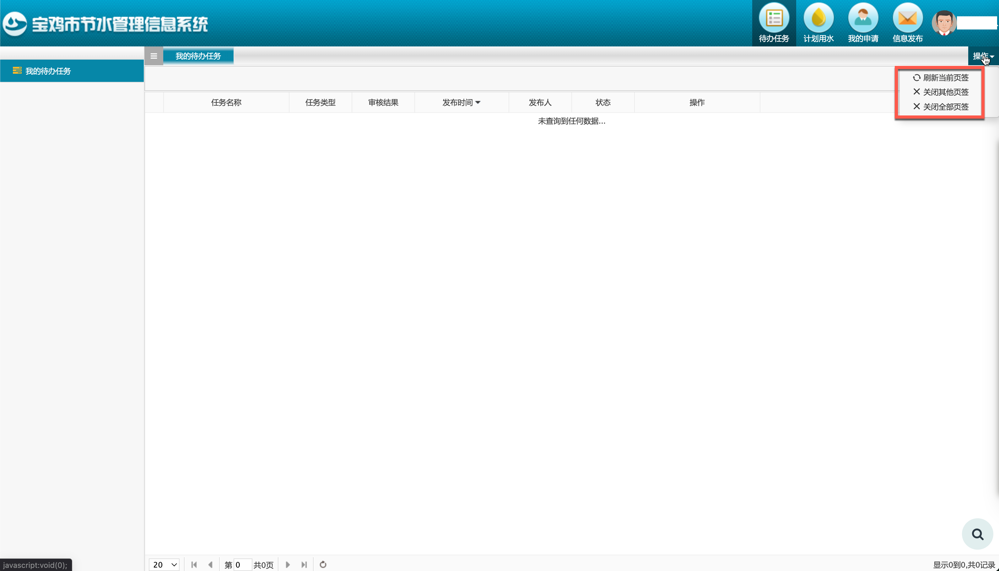 宝鸡市节水管理信息系统
待办任务
计划用水
我的申请
信息发布
我的待办任务
操作
我的待办任务
刷新当前页签
关闭其他页签
关闭全部页签
任务名称 任务类型 审核结果 发布时间 发布人 状态 操作
未查询到任何数据...
javascript:void(0);
20 第 0 共0页
显示0到0,共0记录